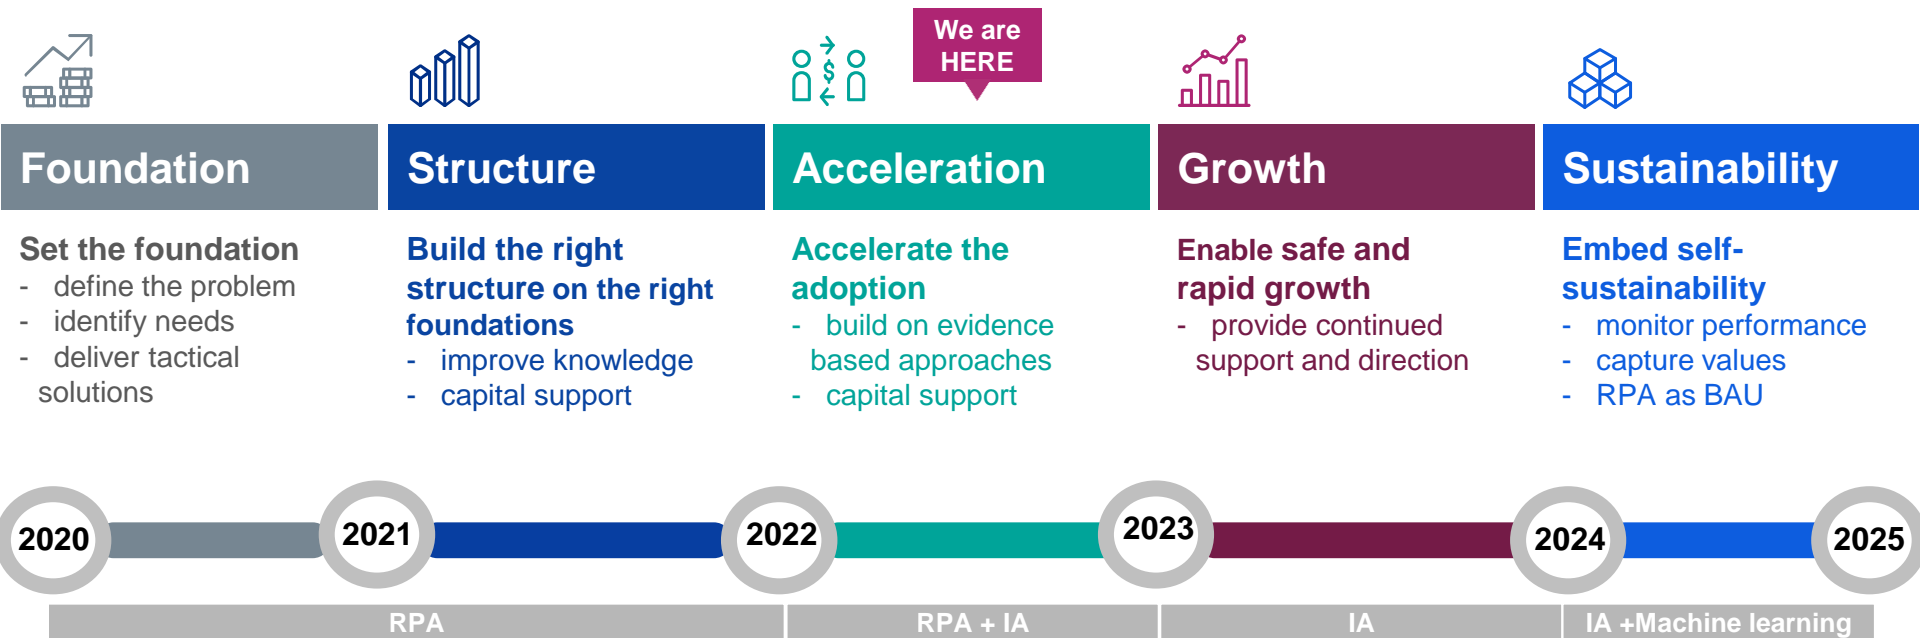 We are
HERE
Foundation
Structure
Acceleration
Growth
Sustainability
Set the foundation
- define the problem
- identify needs
- deliver tactical
solutions
Build the right
structure on the right
foundations
- improve knowledge
- capital support
Accelerate the
adoption
- build on evidence
based approaches
- capital support
Enable safe and
rapid growth
- provide continued
support and direction
Embed self-
sustainability
- monitor performance
- capture values
- RPA as BAU
2020
2021
2022
2023
2024
2025
RPA
RPA + IA
IA
IA +Machine learning